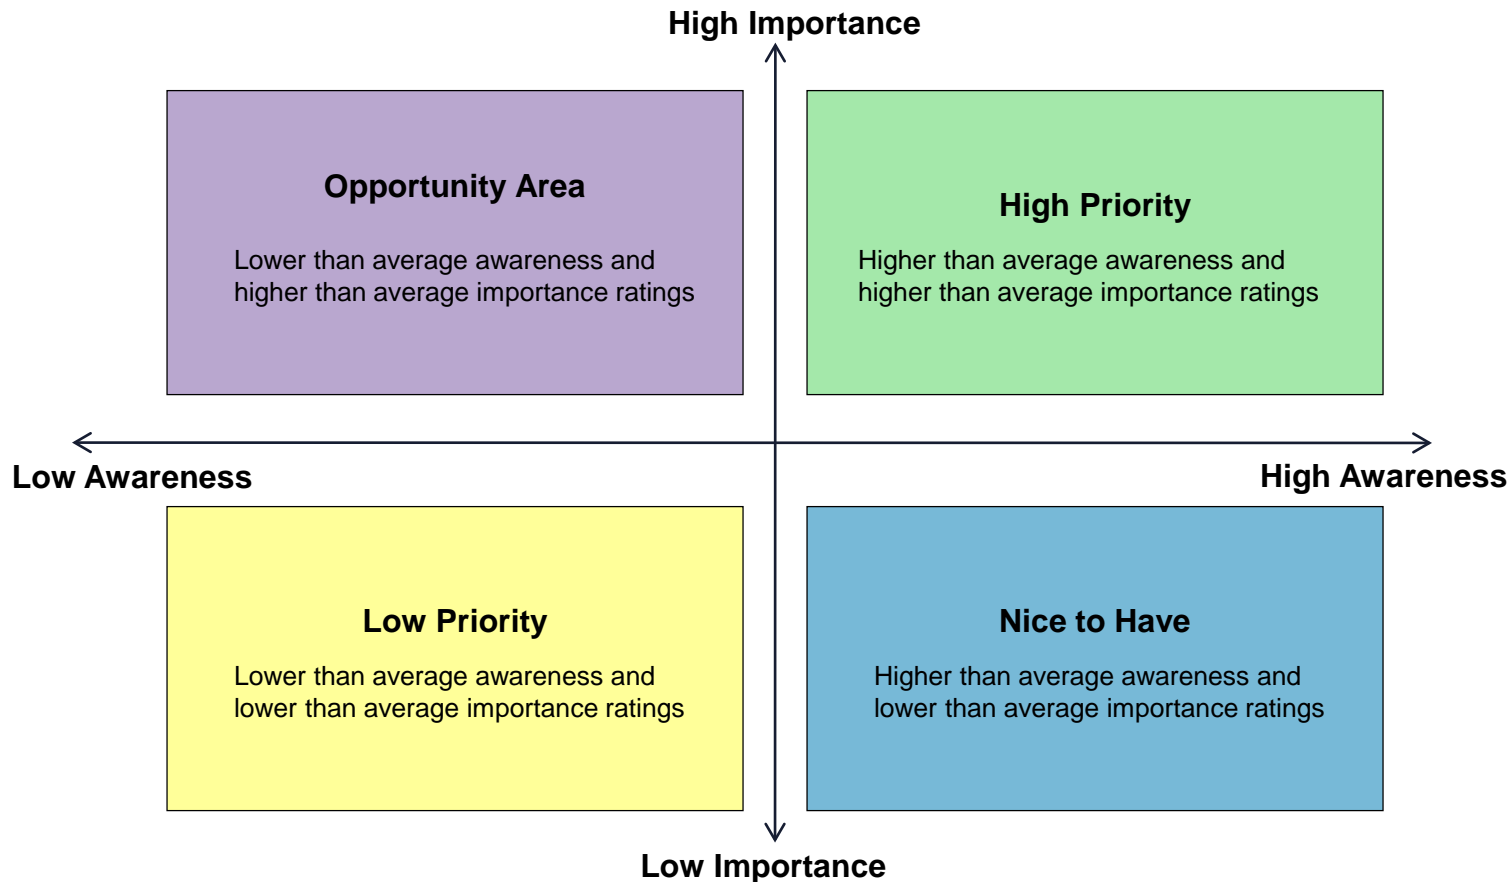 High Importance
Opportunity Area
Lower than average awareness and
higher than average importance ratings
High Priority
Higher than average awareness and
higher than average importance ratings
Low Awareness
High Awareness
Low Priority
Lower than average awareness and
lower than average importance ratings
Nice to Have
Higher than average awareness and
lower than average importance ratings
Low Importance